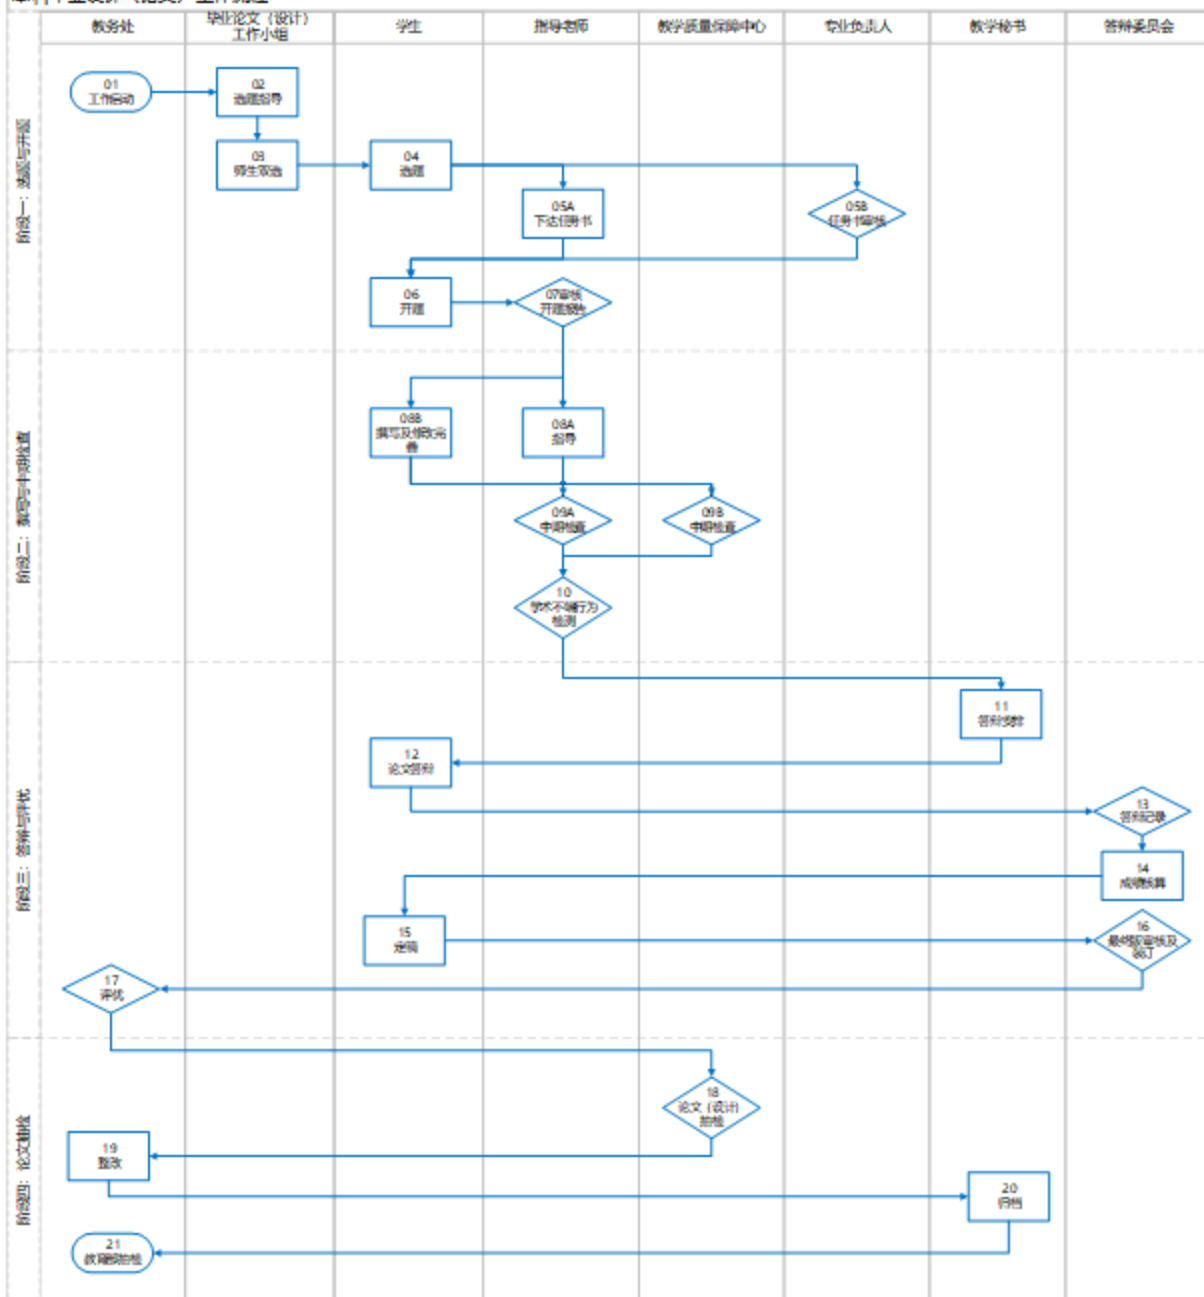 教务处
毕业论文（设计）
工作小组
学生
指导老师
教学质量保障中心
专业负责人
教学秘书
答辩委员会
阶段一：选题与开题
01
工作启动
02
选题指导
03
师生双选
04
选题
05A
下达任务书
05B
任务书审核
06
开题
07审核
开题报告
阶段二：撰写与中期检查
08B
撰写及修改完
善
08A
指导
09A
中期检查
09B
中期检查
10
学术不端行为
检测
阶段三：答辩与评优
11
答辩安排
12
论文答辩
13
答辩记录
14
成绩核算
15
定稿
16
最终版审核及
装订
17
评优
阶段四：论文抽检
18
论文（设计）
抽检
19
整改
20
归档
21
教育部抽检